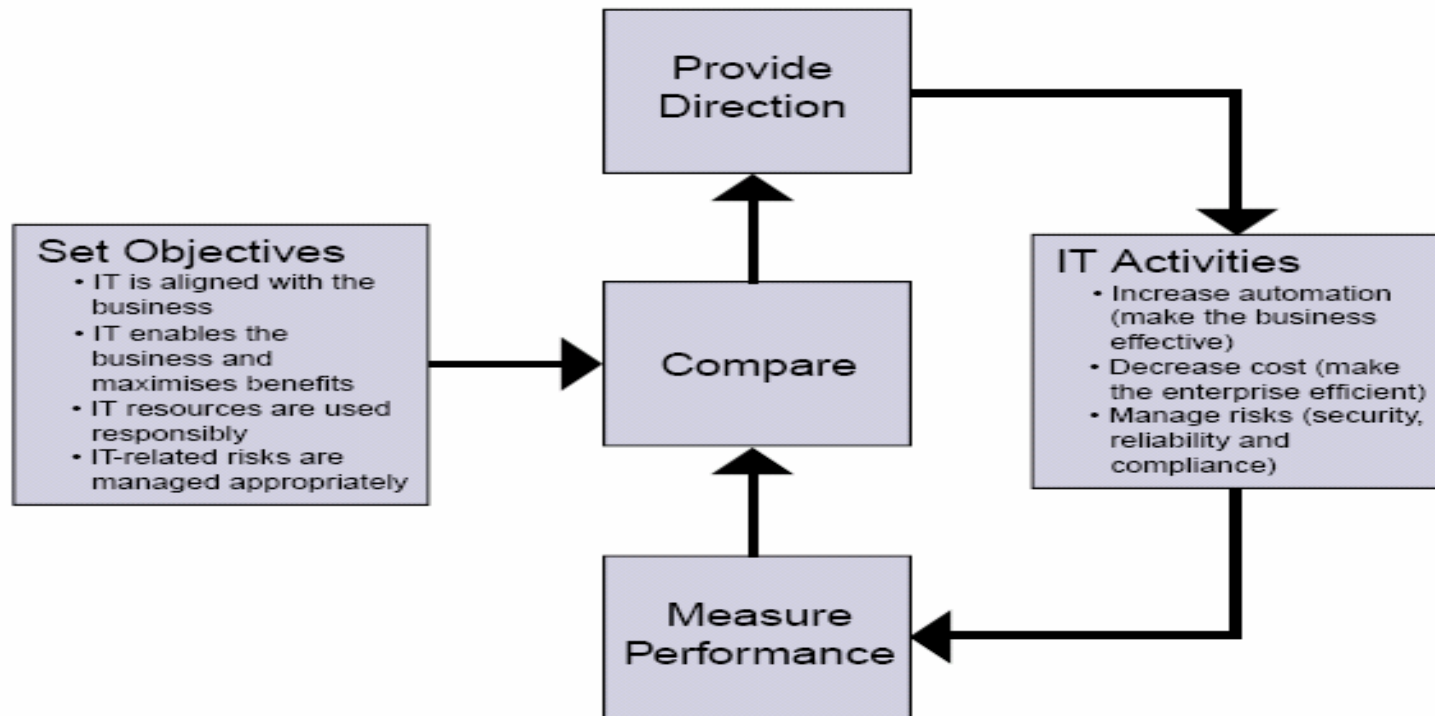 Provide
Direction
Set Objectives
• IT is aligned with the
business
• IT enables the
business and
maximises benefits
• IT resources are used
responsibly
• IT-related risks are
managed appropriately
Compare
IT Activities
• Increase automation
(make the business
effective)
• Decrease cost (make
the enterprise efficient)
• Manage risks (security,
reliability and
compliance)
Measure
Performance